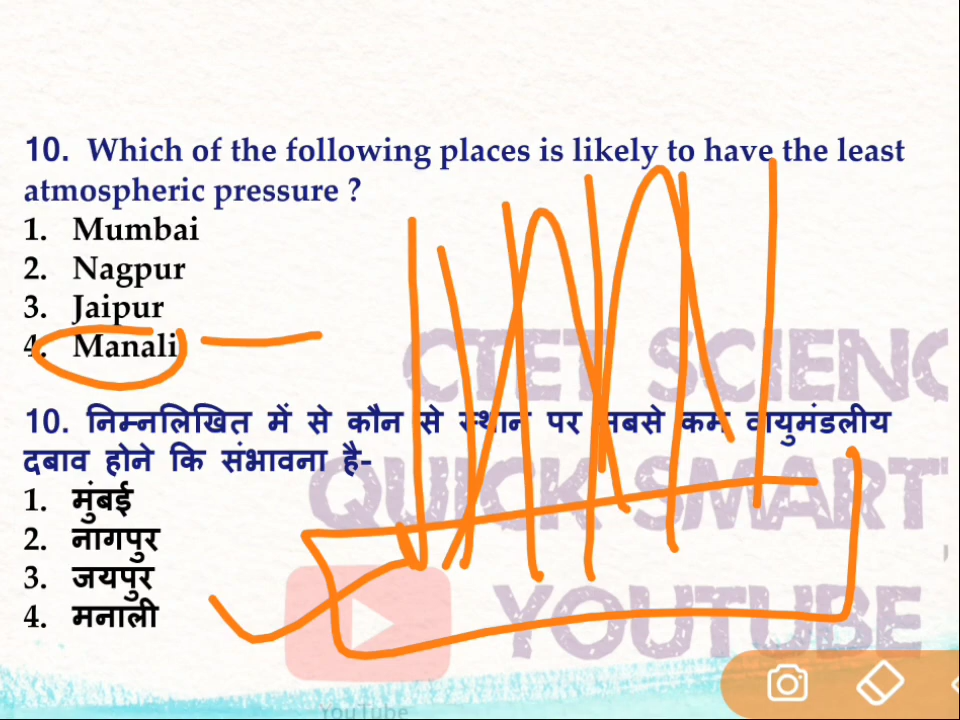 10. Which of the following places is likely to have the least
atmospheric pressure ?
1. Mumbai
2. Nagpur
3. Jaipur
4. Manali
CTET SCIENC
10. निम्नलिखित में से कौन से स्थान पर सबसे कम वायुमंडलीय
दबाव होने कि संभावना है-
QUICK SMART
1. मुंबई
2. नागपुर
3. जयपुर
4. मनाली
YOUTUBE
YouTube